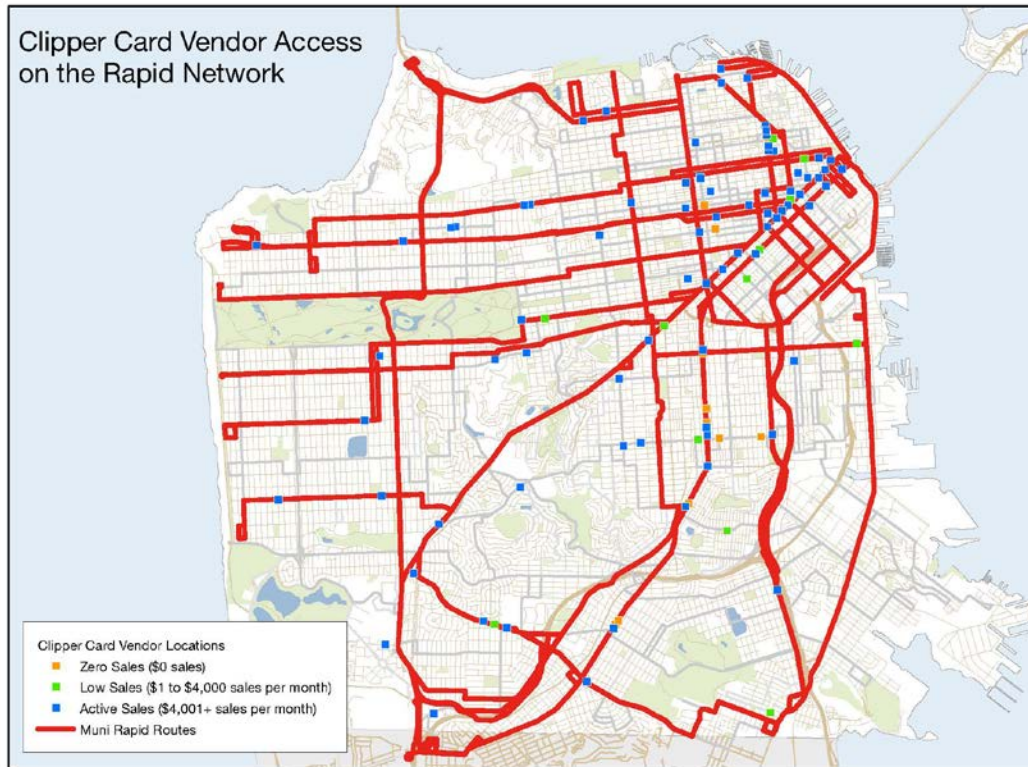 Clipper Card Vendor Access
on the Rapid Network
Clipper Card Vendor Locations
Zero Sales ($0 sales)
Low Sales ($1 to $4,000 sales per month)
Active Sales ($4,001+ sales per month)
Muni Rapid Routes